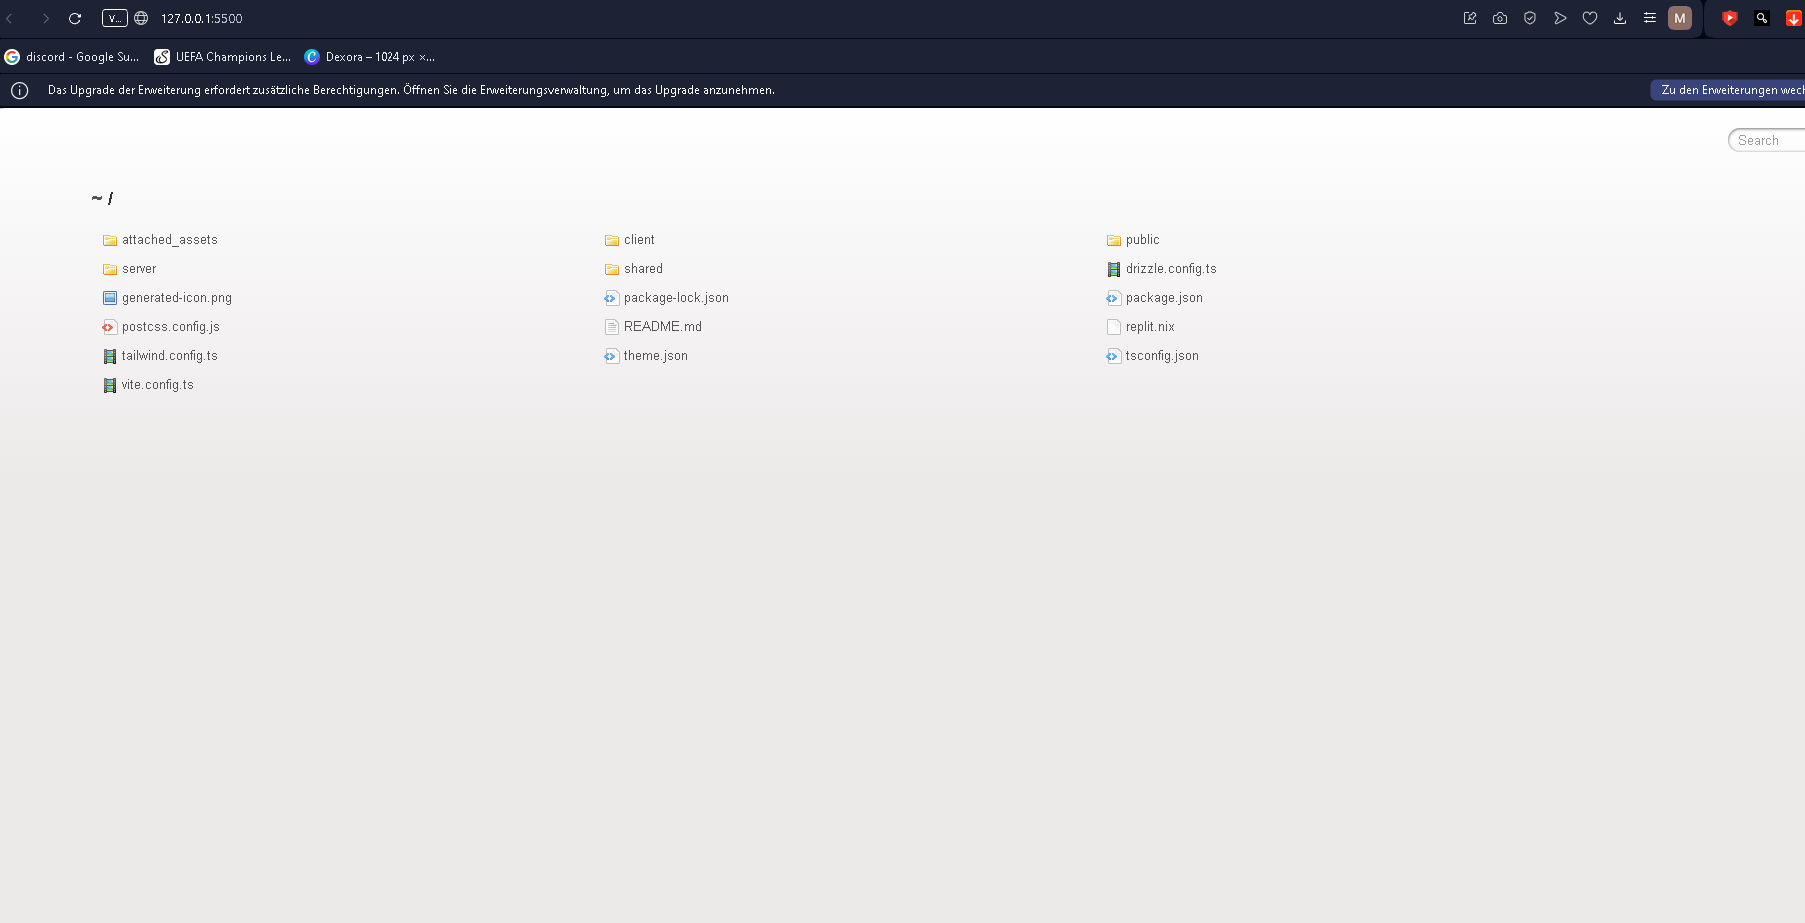 V...
127.0.0.1:5500
M
discord - Google Su...
UEFA Champions Le...
Dexora – 1024 px ×...
Das Upgrade der Erweiterung erfordert zusätzliche Berechtigungen. Öffnen Sie die Erweiterungsverwaltung, um das Upgrade anzunehmen.
Zu den Erweiterungen wech
Search
~ /
attached_assets
client
public
server
shared
drizzle.config.ts
generated-icon.png
package-lock.json
package.json
postcss.config.js
README.md
replit.nix
tailwind.config.ts
theme.json
tsconfig.json
vite.config.ts